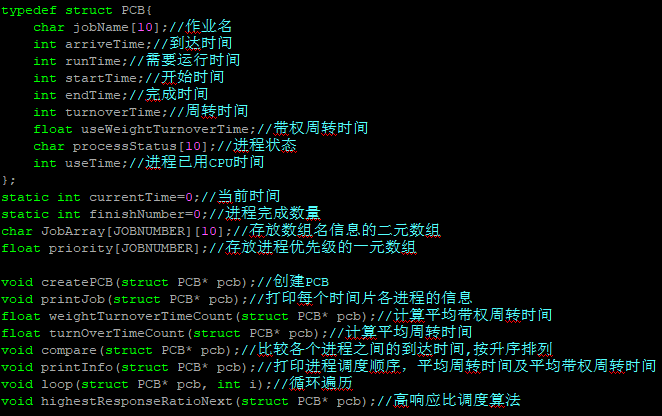 typedef struct PCB{
char jobName[10];//作业名
int arriveTime;//到达时间
int runTime;//需要运行时间
int startTime;//开始时间
int endTime;//完成时间
int turnoverTime;//周转时间
float useWeightTurnoverTime;//带权周转时间
char processStatus[10];//进程状态
int useTime;//进程已用CPU时间
};
static int currentTime=0;//当前时间
static int finishNumber=0;//进程完成数量
char JobArray[JOBNUMBER][10];//存放数组名信息的二元数组
float priority[JOBNUMBER];//存放进程优先级的一元数组
void createPCB(struct PCB* pcb);//创建PCB
void printJob(struct PCB* pcb);//打印每个时间片各进程的信息
float weightTurnoverTimeCount(struct PCB* pcb);//计算平均带权周转时间
float turnOverTimeCount(struct PCB* pcb);//计算平均周转时间
void compare(struct PCB* pcb);//比较各个进程之间的到达时间,按升序排列
void printInfo(struct PCB* pcb);//打印进程调度顺序，平均周转时间及平均带权周转时间
void loop(struct PCB* pcb, int i);//循环遍历
void highestResponseRatioNext(struct PCB* pcb);//高响应比调度算法